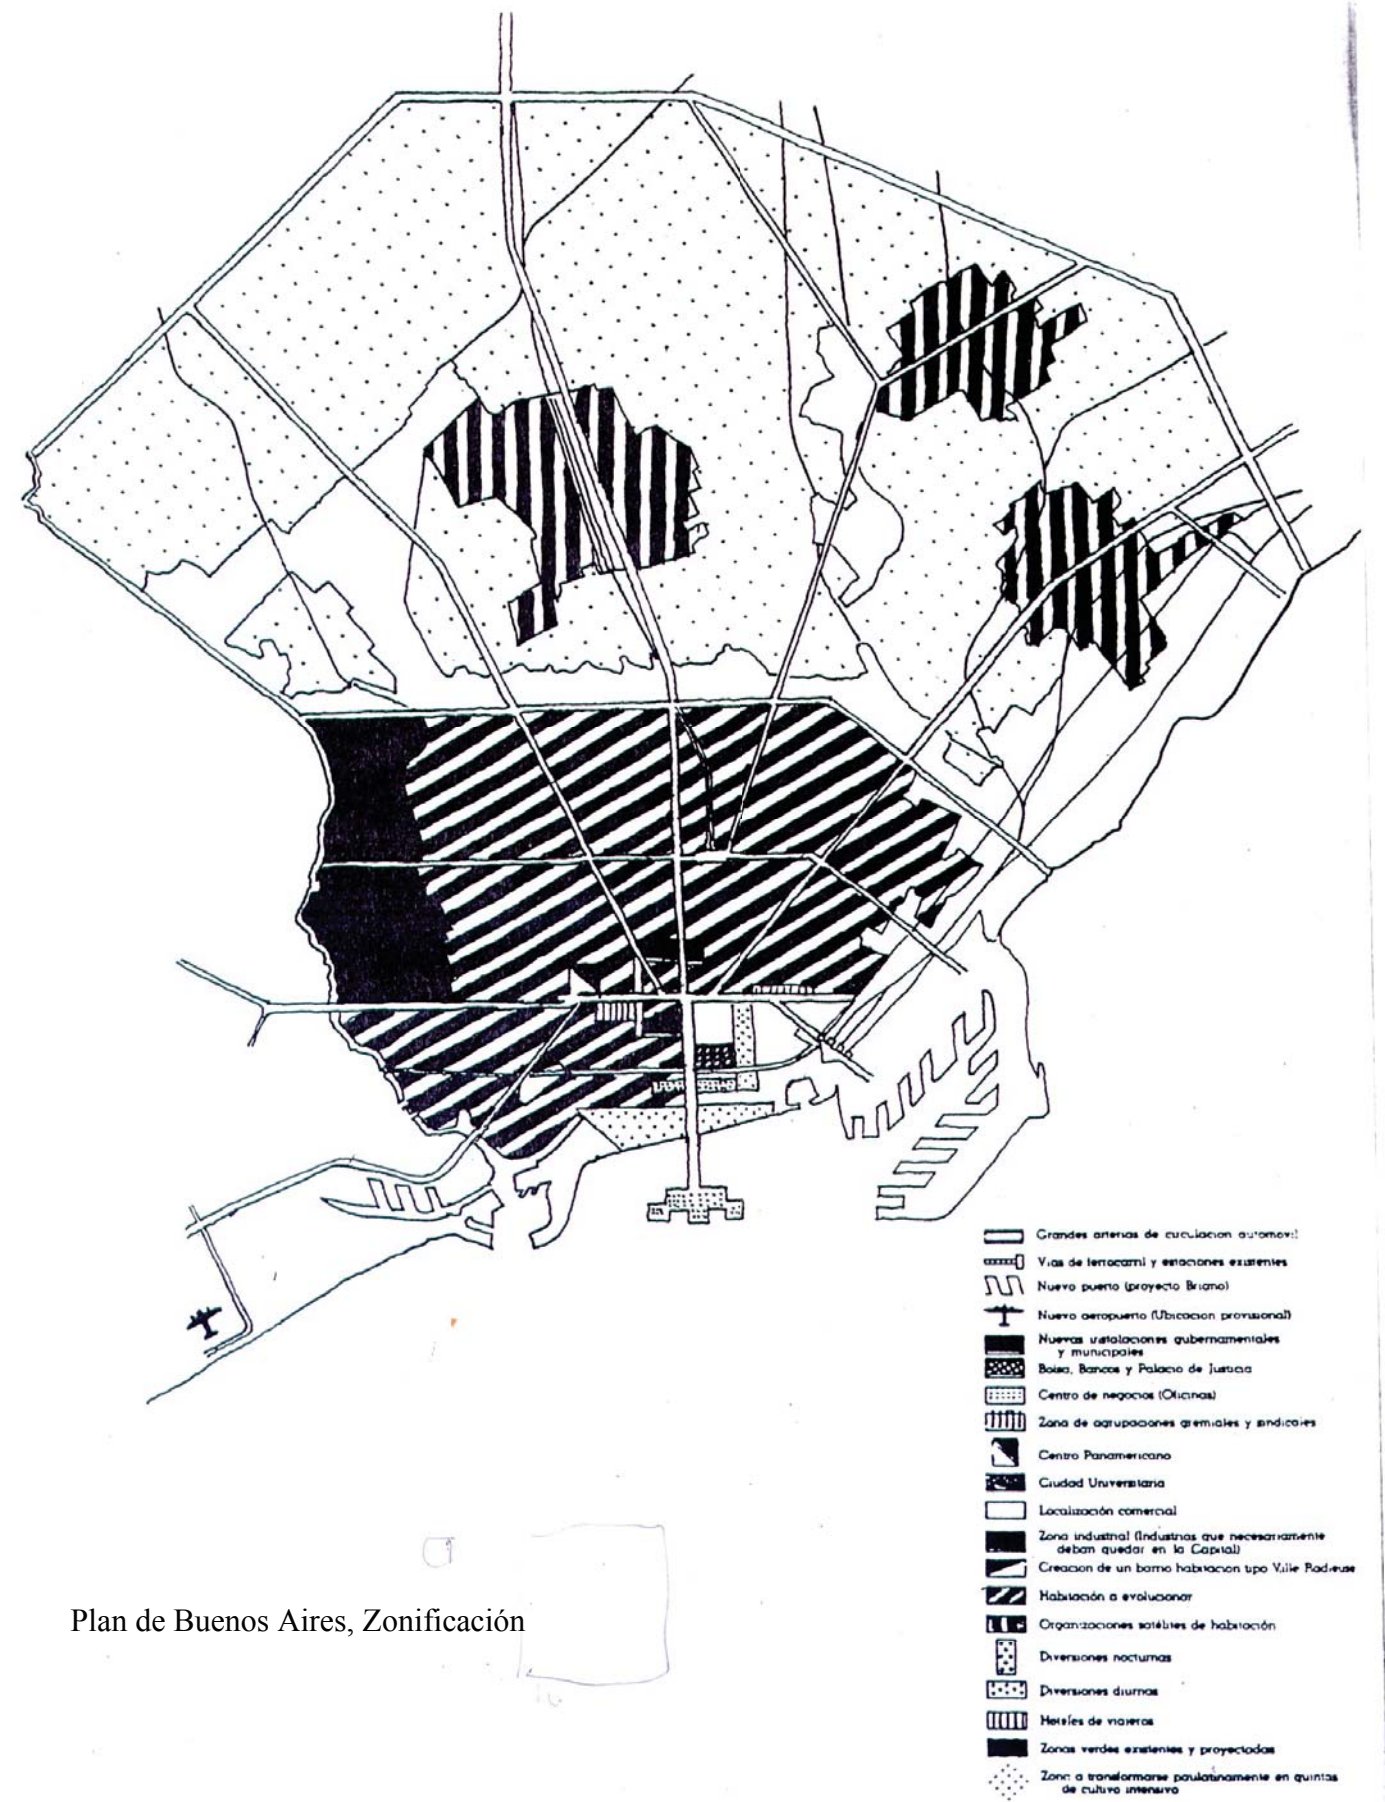 Grandes arterias de circulacion automovil
Vias de ferrocarril y estaciones existentes
Nuevo puerto (proyecto Briano)
Nuevo aeropuerto (Ubicacion provisional)
Nuevas instalaciones gubernamentales
y municipales
Bolsa, Bancos y Palacio de Justicia
Centro de negocios (Oficinas)
Zona de agrupaciones gremiales y sindicales
Centro Panamericano
Ciudad Universitaria
Localización comercial
Zona industrial (Industrias que necesariamente
deban quedar en la Capital)
Creacion de un barrio habitacion tipo Ville Radieuse
Habitación a evolucionar
Organizaciones satélites de habitación
Diversiones nocturnas
Diversiones diurnas
Hoteles de viajeros
Zonas verdes existentes y proyectadas
Zona a transformarse paulatinamente en quintas
de cultivo intensivo
Plan de Buenos Aires, Zonificación